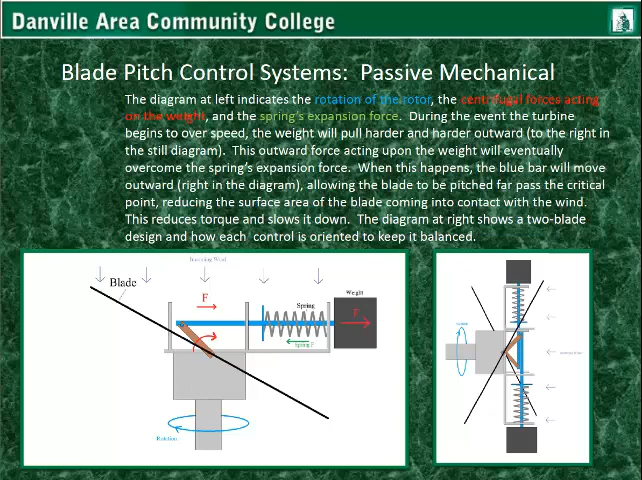 Danville Area Community College
Blade Pitch Control Systems:  Passive Mechanical
The diagram at left indicates the rotation of the rotor, the centrifugal forces acting
on the weight, and the spring's expansion force.  During the event the turbine
begins to over speed, the weight will pull harder and harder outward (to the right in
the still diagram).  This outward force acting upon the weight will eventually
overcome the spring's expansion force.  When this happens, the blue bar will move
outward (right in the diagram), allowing the blade to be pitched far pass the critical
point, reducing the surface area of the blade coming into contact with the wind.
This reduces torque and slows it down.  The diagram at right shows a two-blade
design and how each control is oriented to keep it balanced.
Incoming Wind
Blade
F
Spring
Weight
F
Spring F
Rotation